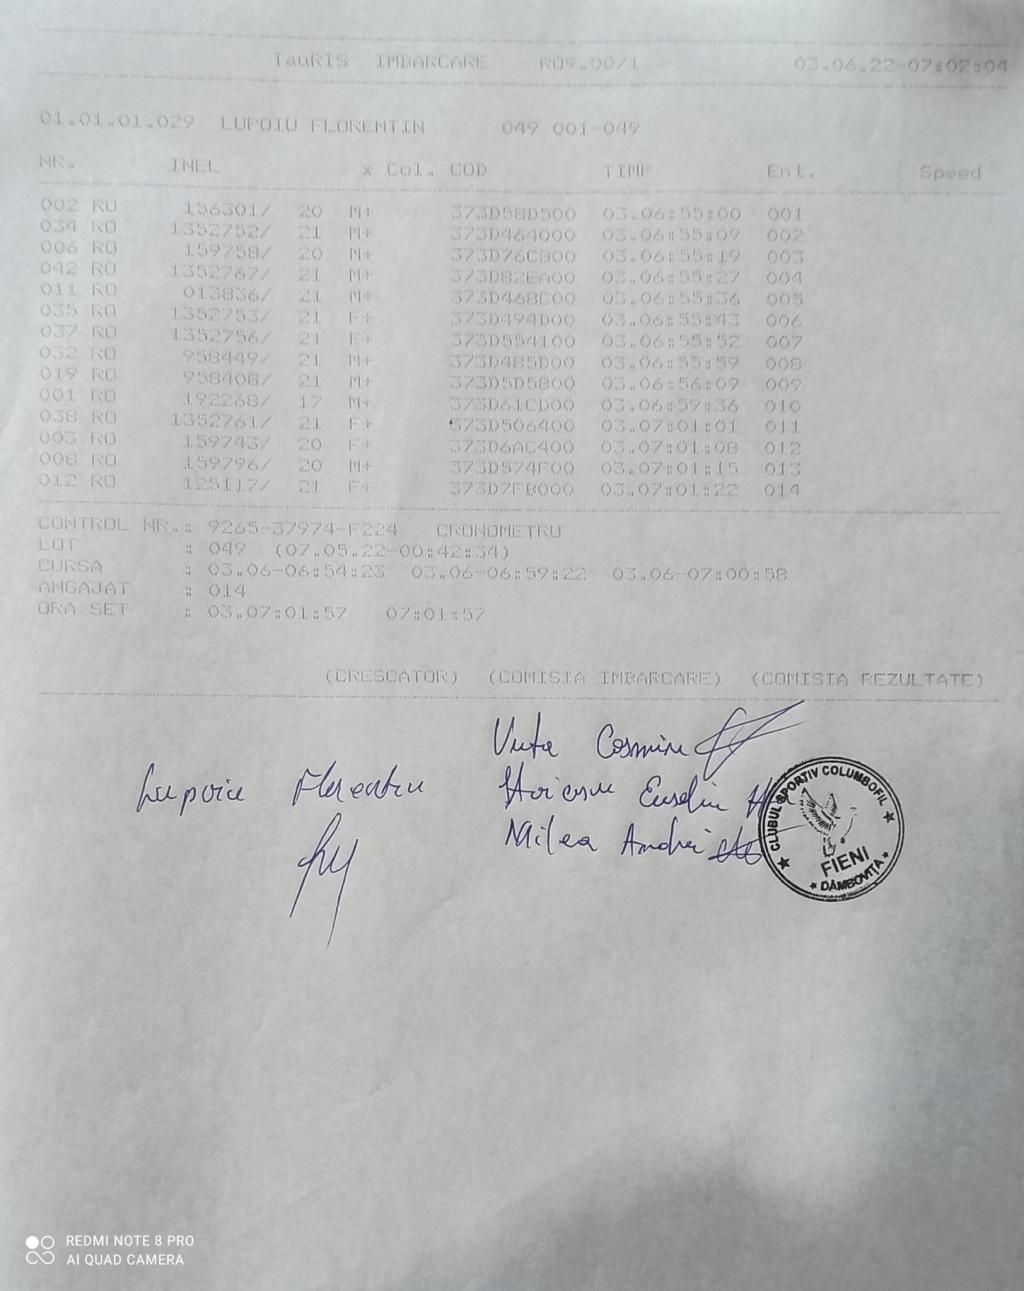 TauRIS IMBARCARE RO9.00/1 03.06.22-07:02:04
01.01.01.029 LUPOIU FLORENTIN 049 001-049
NR. INEL x Col. COD TIMP Ent. Speed
002 RO 156301/ 20 M+ 373D58D500 03.06:55:00 001
034 RO 1352752/ 21 M+ 373D464000 03.06:55:09 002
006 RO 159758/ 20 M+ 373D76CB00 03.06:55:19 003
042 RO 1352767/ 21 M+ 373D82EA00 03.06:55:27 004
011 RO 013836/ 21 M+ 373D468C00 03.06:55:36 005
035 RO 1352753/ 21 F+ 373D494D00 03.06:55:43 006
037 RO 1352756/ 21 F+ 373D554100 03.06:55:52 007
032 RO 958449/ 21 M+ 373D485D00 03.06:55:59 008
019 RO 958408/ 21 M+ 373D5D5800 03.06:56:09 009
001 RO 192268/ 17 M+ 373D61CD00 03.06:59:36 010
038 RO 1352761/ 21 F+ 373D506400 03.07:01:01 011
003 RO 159743/ 20 F+ 373D6AC400 03.07:01:08 012
008 RO 159796/ 20 M+ 373D574F00 03.07:01:15 013
012 RO 125117/ 21 F+ 373D7FB000 03.07:01:22 014
CONTROL NR.: 9265-37974-F224 CRONOMETRU
LOT : 049 (07.05.22-00:42:34)
CURSA : 03.06-06:54:23 03.06-06:59:22 03.06-07:00:58
ANGAJAT : 014
ORA SET : 03.07:01:57 07:01:57
(CRESCATOR) (COMISIA IMBARCARE) (COMISIA REZULTATE)
Vuta Cosmin
Lupoiu Florentin
Stoicescu Eusebiu
Milea Andrei
CLUBUL SPORTIV COLUMBOFIL
FIENI
DÂMBOVIȚA
REDMI NOTE 8 PRO
AI QUAD CAMERA